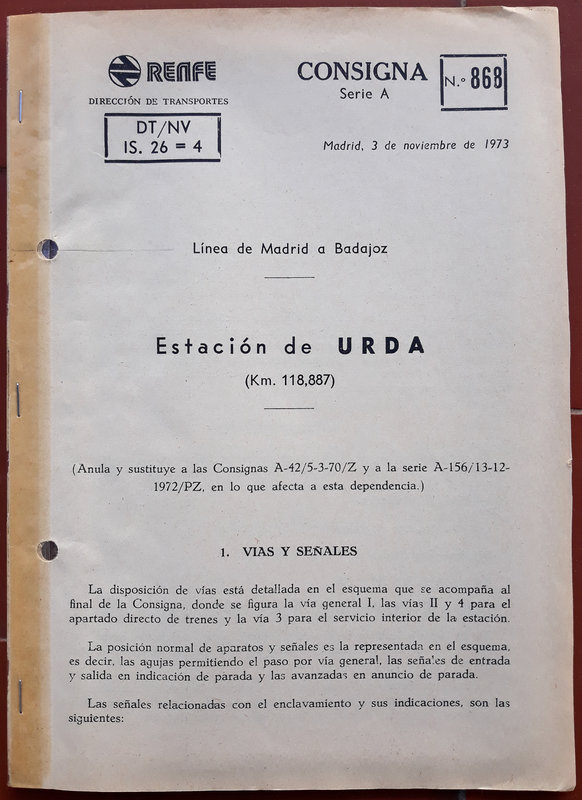 RENFE
DIRECCIÓN DE TRANSPORTES
DT/NV
IS. 26 = 4
CONSIGNA
Serie A
N.º 868
Madrid, 3 de noviembre de 1973
Línea de Madrid a Badajoz
Estación de URDA
(Km. 118,887)
(Anula y sustituye a las Consignas A-42/5-3-70/Z y a la serie A-156/13-12-
1972/PZ, en lo que afecta a esta dependencia.)
1. VIAS Y SEÑALES
La disposición de vías está detallada en el esquema que se acompaña al
final de la Consigna, donde se figura la vía general I, las vías II y 4 para el
apartado directo de trenes y la vía 3 para el servicio interior de la estación.
La posición normal de aparatos y señales es la representada en el esquema,
es decir, las agujas permitiendo el paso por vía general, las señales de entrada
y salida en indicación de parada y las avanzadas en anuncio de parada.
Las señales relacionadas con el enclavamiento y sus indicaciones, son las
siguientes: